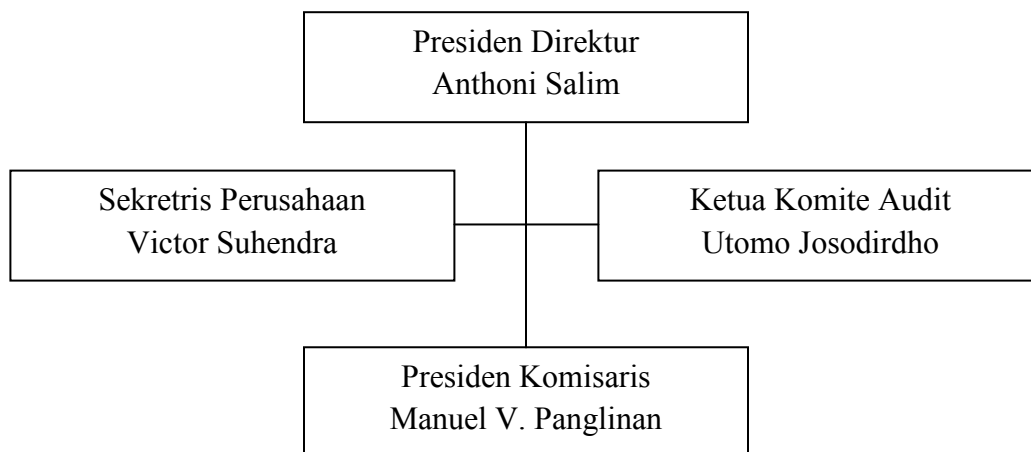 Presiden Direktur
Anthoni Salim
Sekretris Perusahaan
Victor Suhendra
Ketua Komite Audit
Utomo Josodirdho
Presiden Komisaris
Manuel V. Panglinan